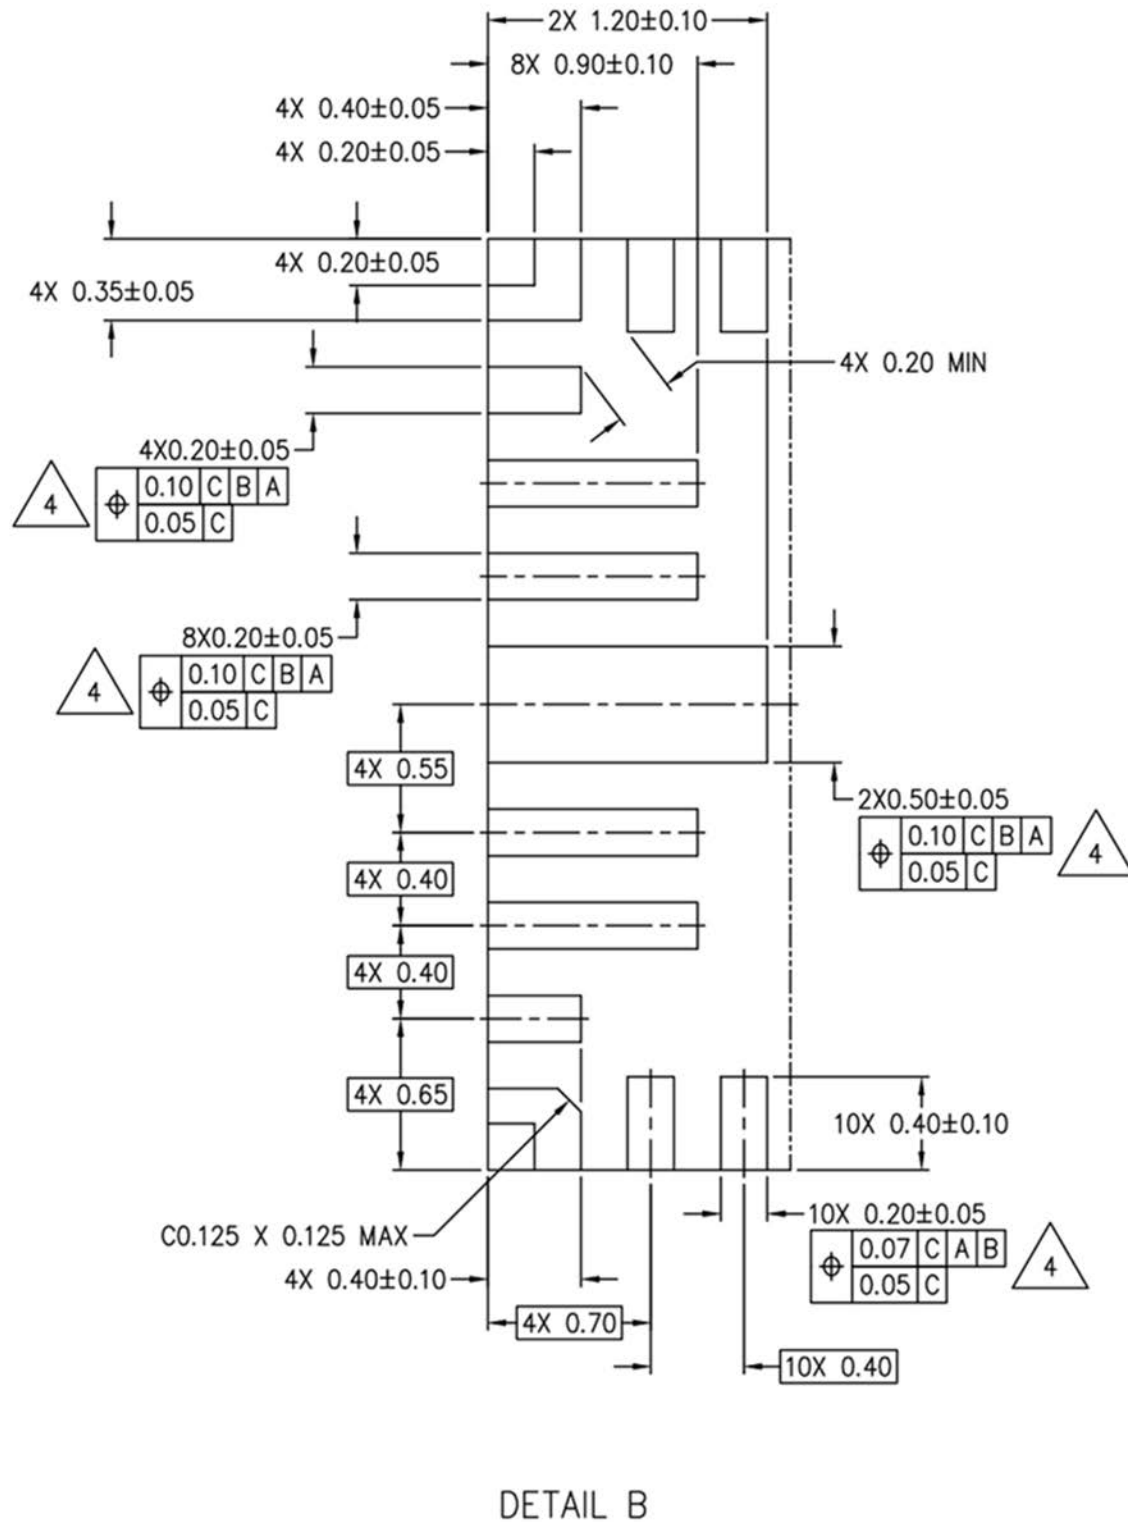 2X 1.20±0.10
8X 0.90±0.10
4X 0.40±0.05
4X 0.20±0.05
4X 0.20±0.05
4X 0.35±0.05
4X 0.20 MIN
4X0.20±0.05
4
⌖ 0.10 C B A
0.05 C
8X0.20±0.05
4
⌖ 0.10 C B A
0.05 C
4X 0.55
2X0.50±0.05
⌖ 0.10 C B A
0.05 C
4
4X 0.40
4X 0.40
4X 0.65
10X 0.40±0.10
C0.125 X 0.125 MAX
10X 0.20±0.05
⌖ 0.07 C A B
0.05 C
4
4X 0.40±0.10
4X 0.70
10X 0.40
DETAIL B